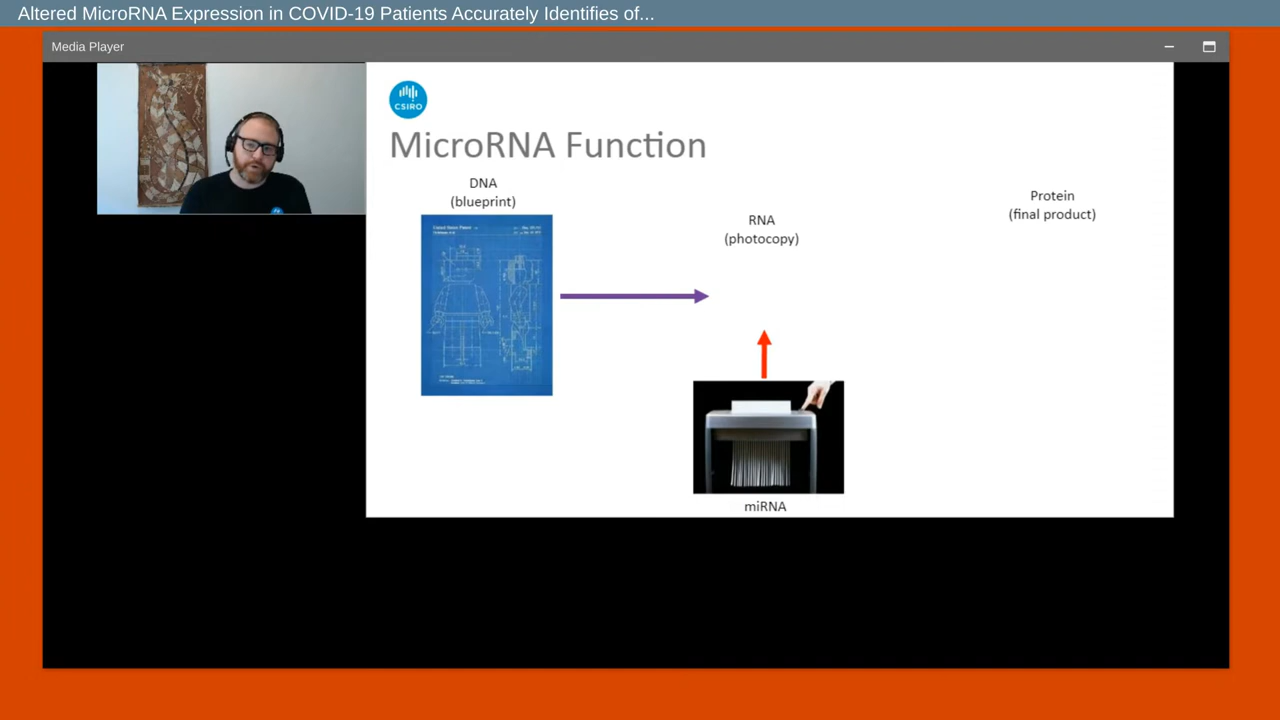 Altered MicroRNA Expression in COVID-19 Patients Accurately Identifies of...
Media Player
CSIRO
MicroRNA Function
DNA
(blueprint)
RNA
(photocopy)
Protein
(final product)
miRNA